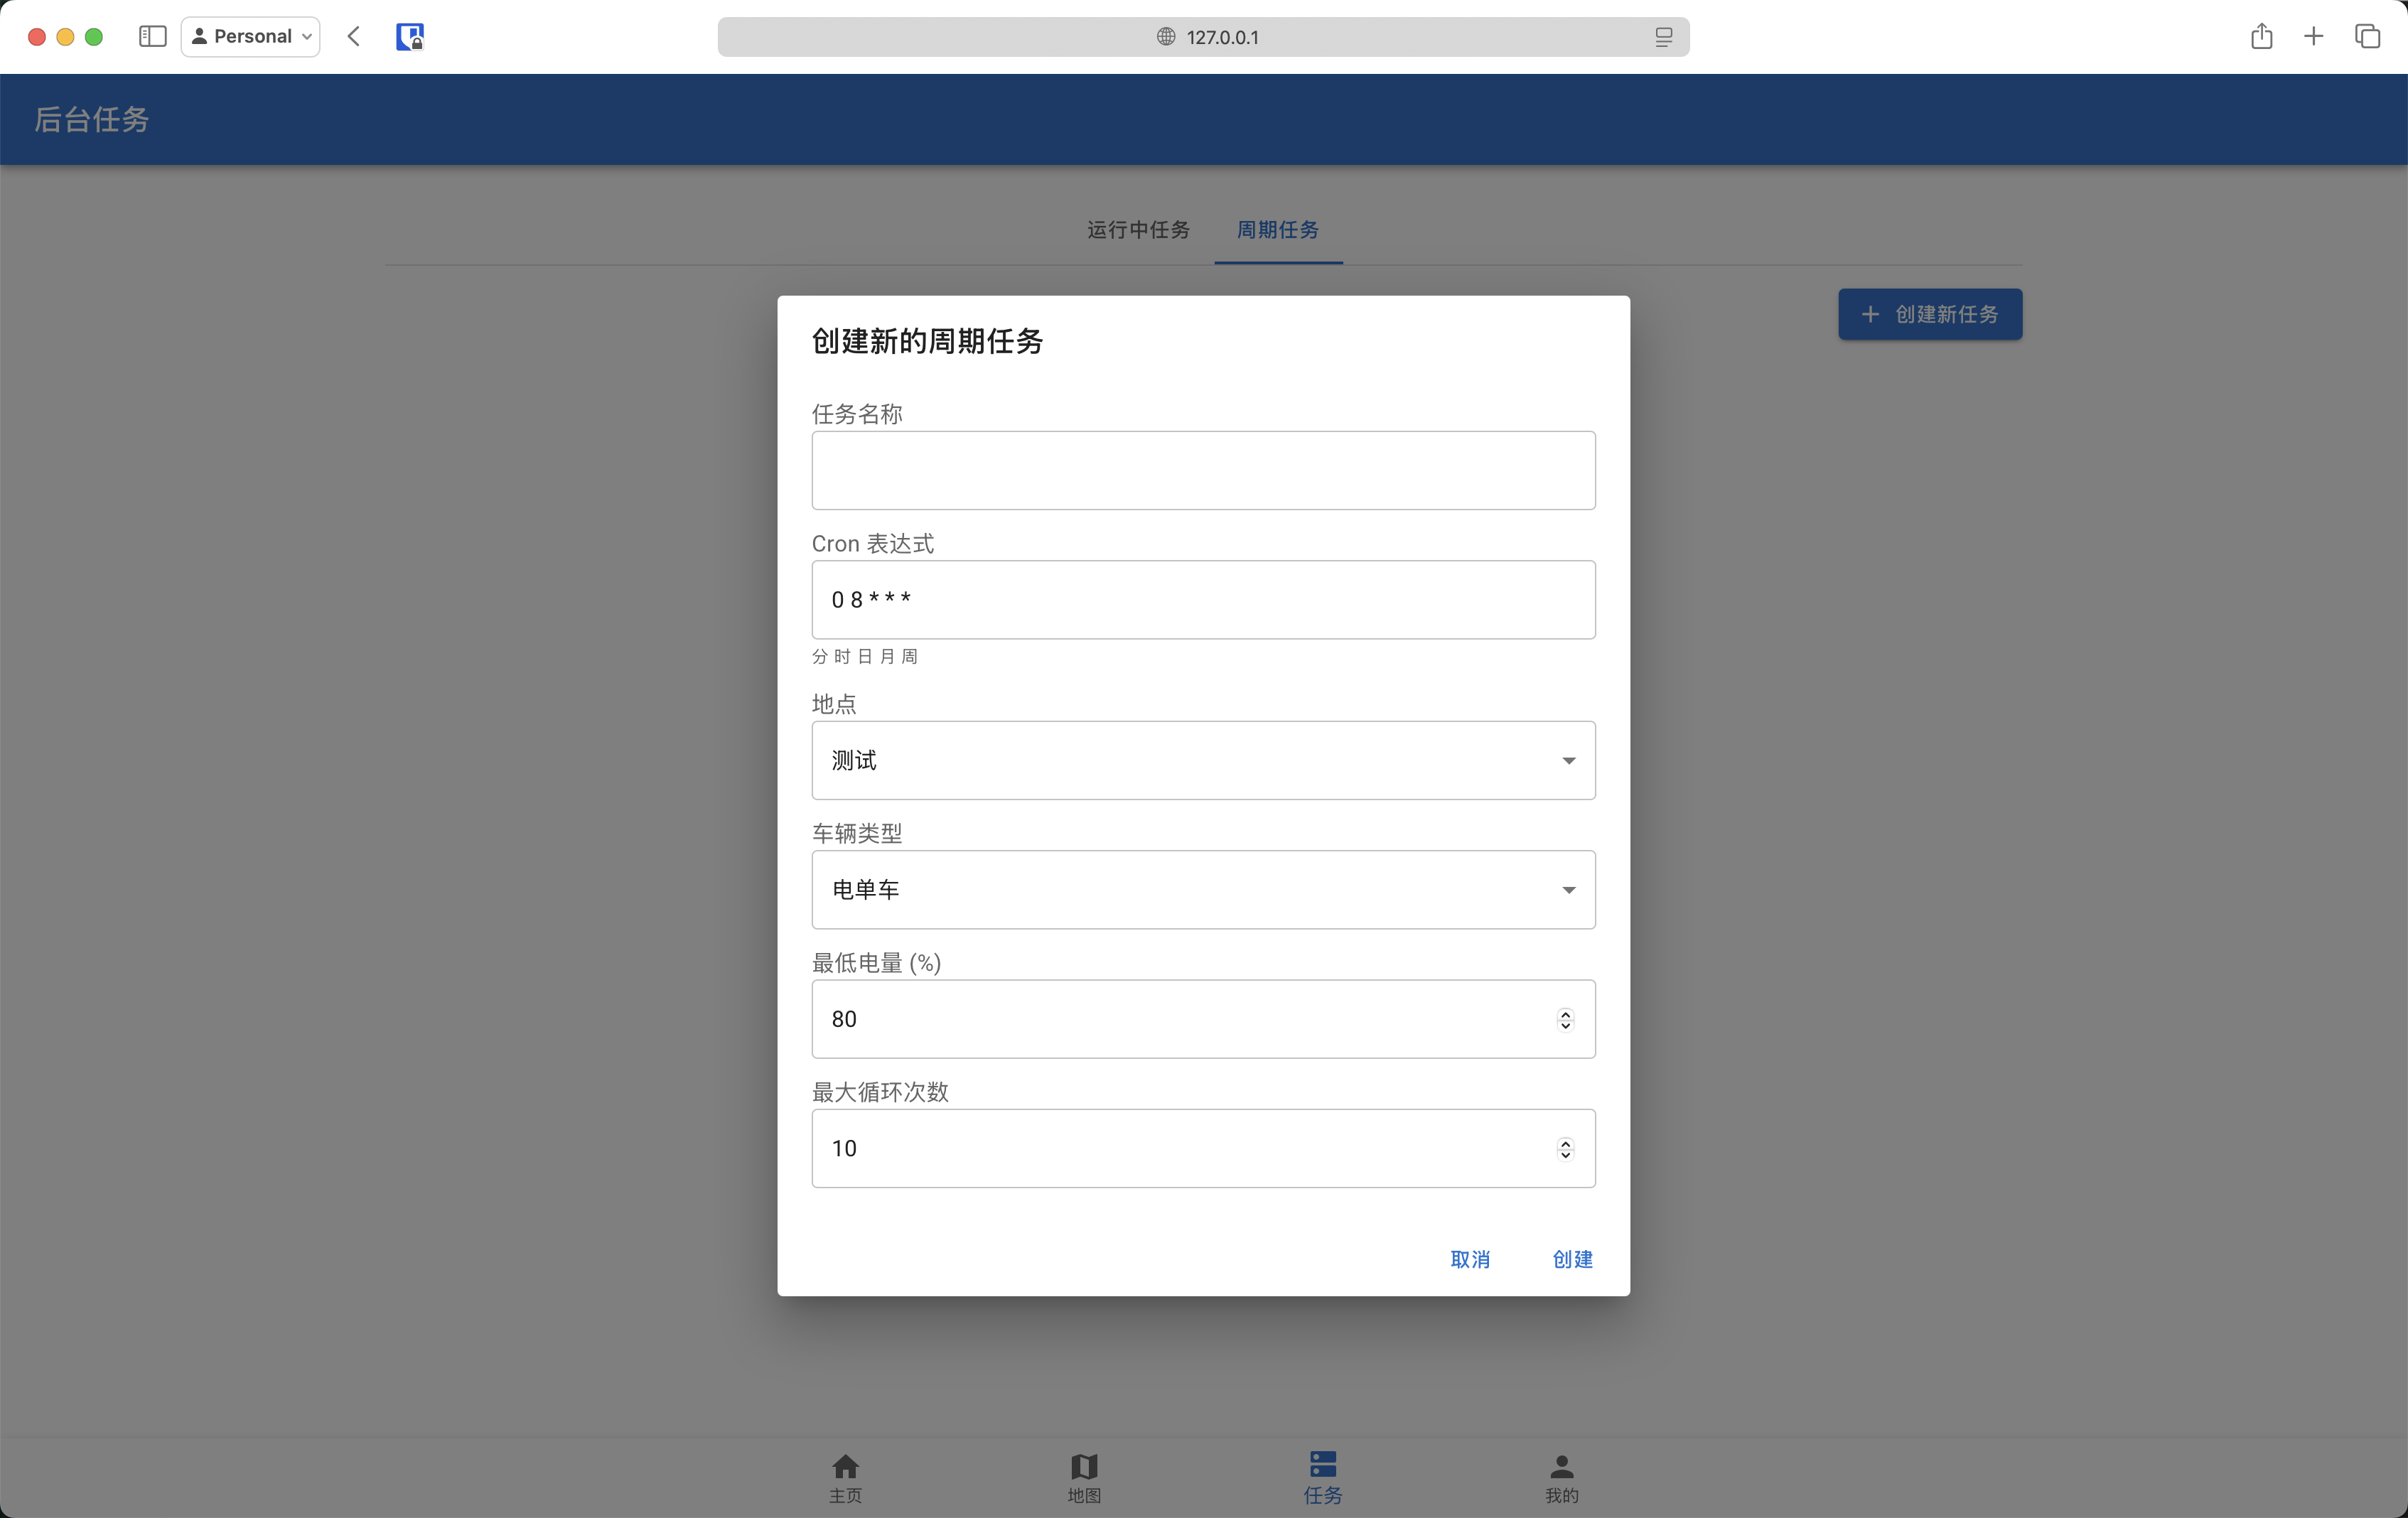 Personal
127.0.0.1
后台任务
运行中任务
周期任务
创建新任务
创建新的周期任务
任务名称
Cron 表达式
0 8 * * *
分 时 日 月 周
地点
测试
车辆类型
电单车
最低电量 (%)
80
最大循环次数
10
取消
创建
主页
地图
任务
我的